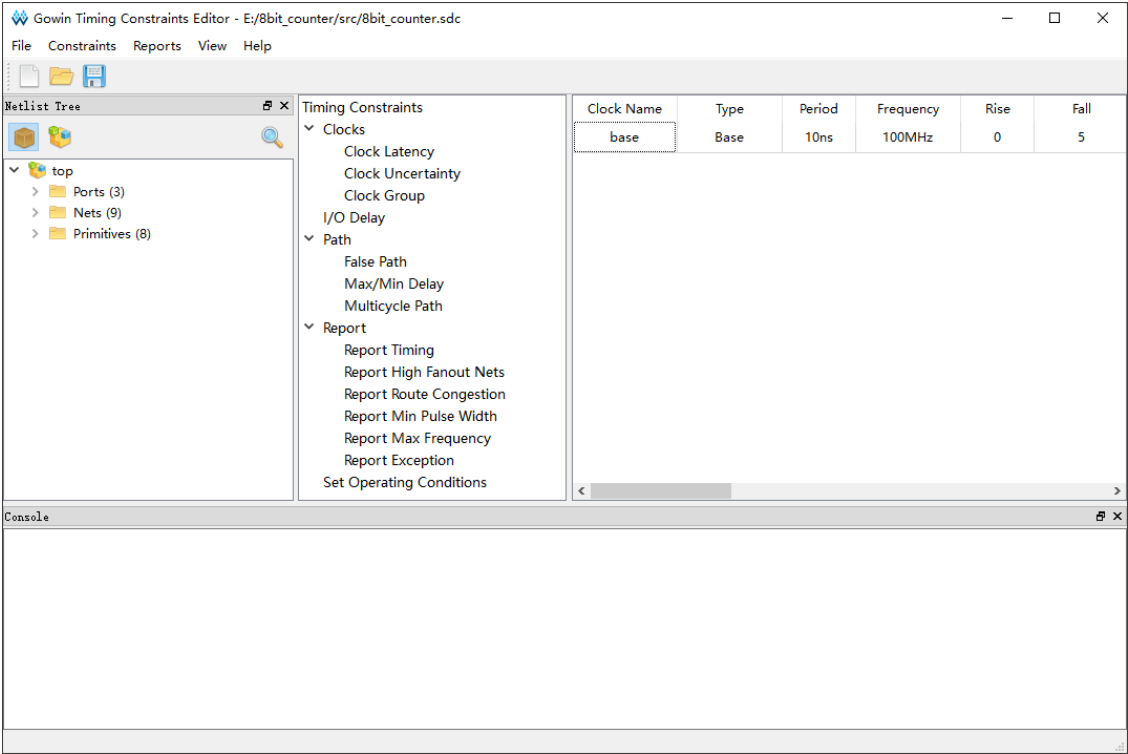 Gowin Timing Constraints Editor - E:/8bit_counter/src/8bit_counter.sdc
File Constraints Reports View Help
Netlist Tree
top
Ports (3)
Nets (9)
Primitives (8)
Timing Constraints
Clocks
Clock Latency
Clock Uncertainty
Clock Group
I/O Delay
Path
False Path
Max/Min Delay
Multicycle Path
Report
Report Timing
Report High Fanout Nets
Report Route Congestion
Report Min Pulse Width
Report Max Frequency
Report Exception
Set Operating Conditions
Clock Name Type Period Frequency Rise Fall
base Base 10ns 100MHz 0 5
Console